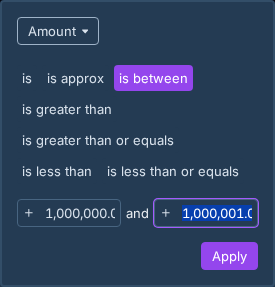 Amount
is is approx is between
is greater than
is greater than or equals
is less than is less than or equals
+ 1,000,000.0 and + 1,000,001.0
Apply